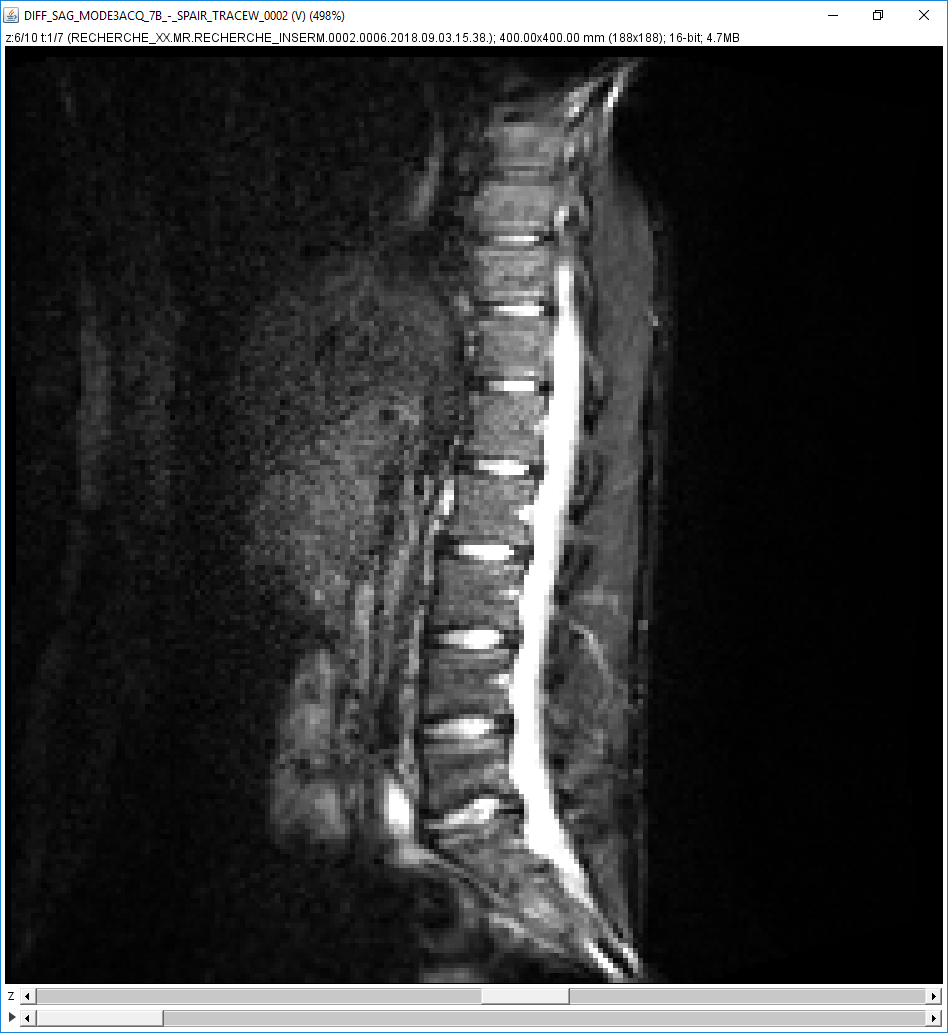 DIFF_SAG_MODE3ACQ_7B_-_SPAIR_TRACEW_0002 (V) (498%)
z:6/10 t:1/7 (RECHERCHE_XX.MR.RECHERCHE_INSERM.0002.0006.2018.09.03.15.38.); 400.00x400.00 mm (188x188); 16-bit; 4.7MB
z